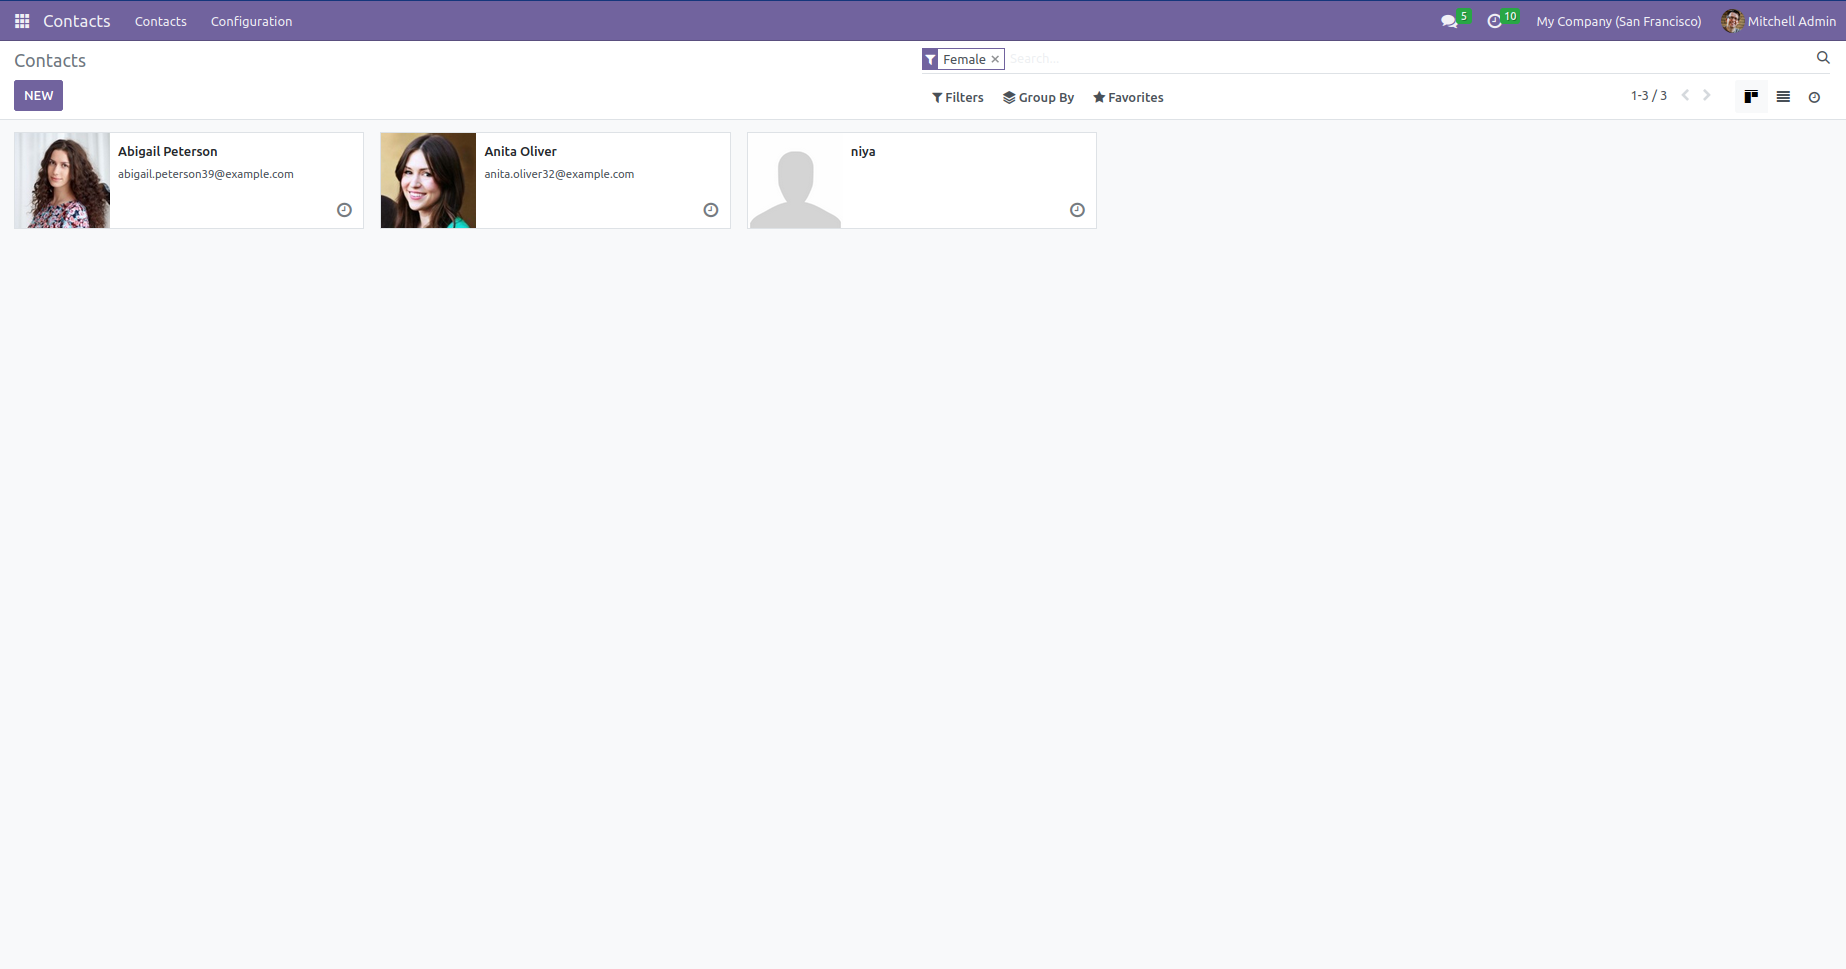 Contacts Contacts Configuration 5 10 My Company (San Francisco) Mitchell Admin
Contacts
Female × Search...
NEW
Filters Group By Favorites 1-3 / 3
Abigail Peterson
abigail.peterson39@example.com
Anita Oliver
anita.oliver32@example.com
niya